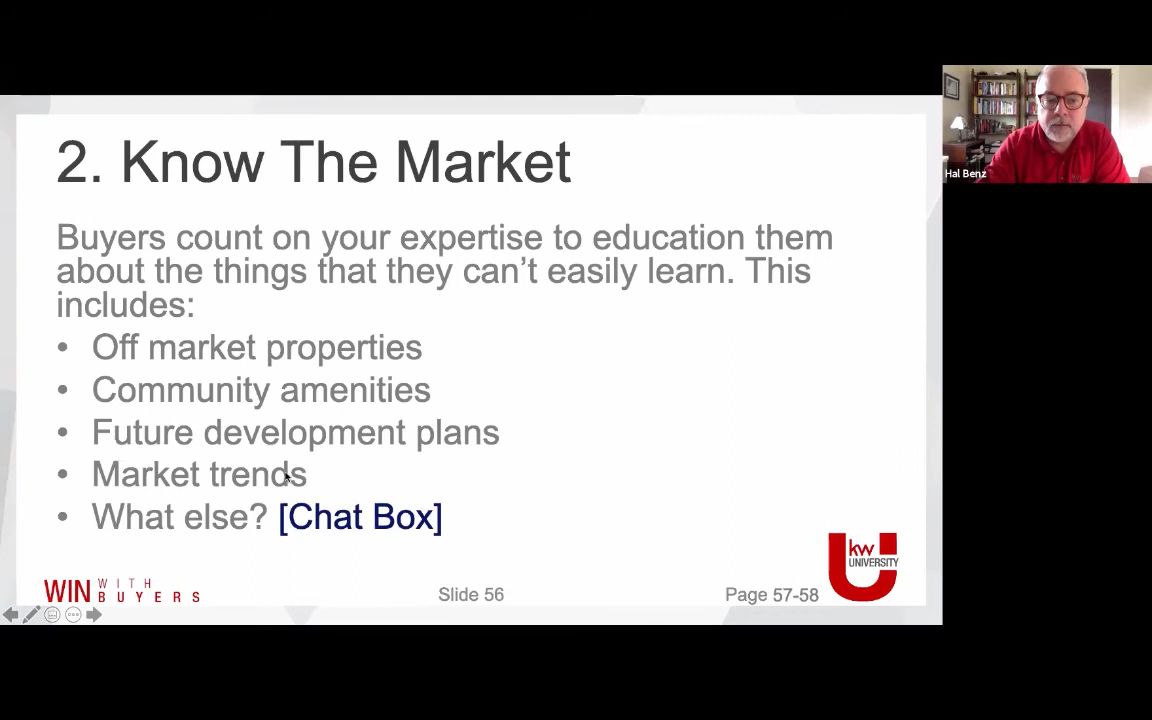 2. Know The Market
Buyers count on your expertise to education them
about the things that they can't easily learn. This
includes:
• Off market properties
• Community amenities
• Future development plans
• Market trends
• What else? [Chat Box]
WIN WITH
BUYERS
Slide 56
Page 57-58
kw
UNIVERSITY
Hal Benz